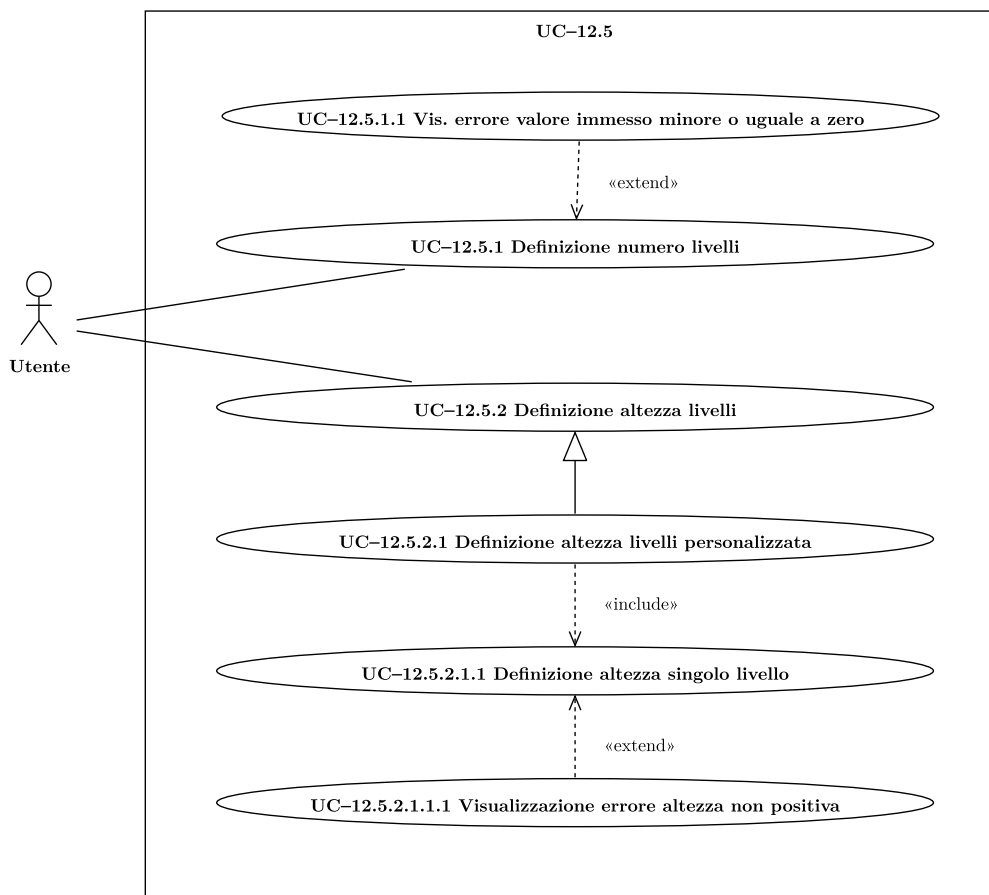 UC–12.5
UC–12.5.1.1 Vis. errore valore immesso minore o uguale a zero
«extend»
UC–12.5.1 Definizione numero livelli
Utente
UC–12.5.2 Definizione altezza livelli
UC–12.5.2.1 Definizione altezza livelli personalizzata
«include»
UC–12.5.2.1.1 Definizione altezza singolo livello
«extend»
UC–12.5.2.1.1.1 Visualizzazione errore altezza non positiva